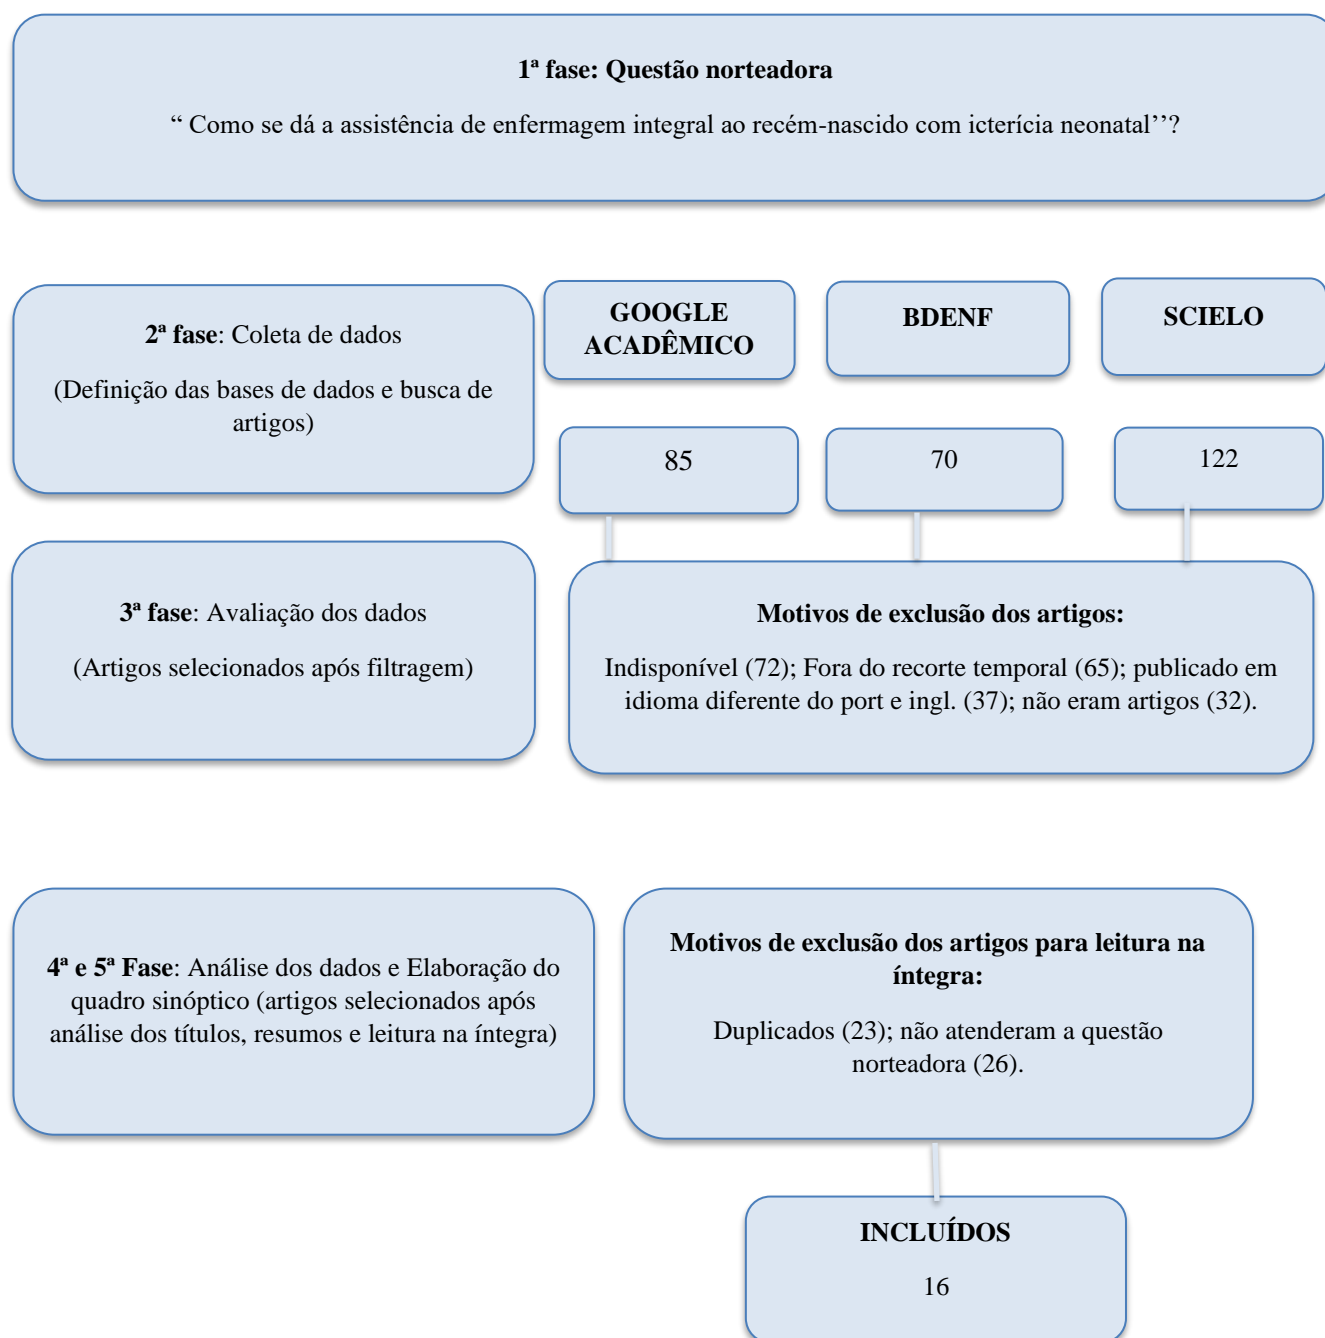 1ª fase: Questão norteadora
“ Como se dá a assistência de enfermagem integral ao recém-nascido com icterícia neonatal’’?
2ª fase: Coleta de dados
(Definição das bases de dados e busca de
artigos)
GOOGLE
ACADÊMICO
BDENF
SCIELO
85
70
122
3ª fase: Avaliação dos dados
(Artigos selecionados após filtragem)
Motivos de exclusão dos artigos:
Indisponível (72); Fora do recorte temporal (65); publicado em
idioma diferente do port e ingl. (37); não eram artigos (32).
4ª e 5ª Fase: Análise dos dados e Elaboração do
quadro sinóptico (artigos selecionados após
análise dos títulos, resumos e leitura na íntegra)
Motivos de exclusão dos artigos para leitura na
íntegra:
Duplicados (23); não atenderam a questão
norteadora (26).
INCLUÍDOS
16